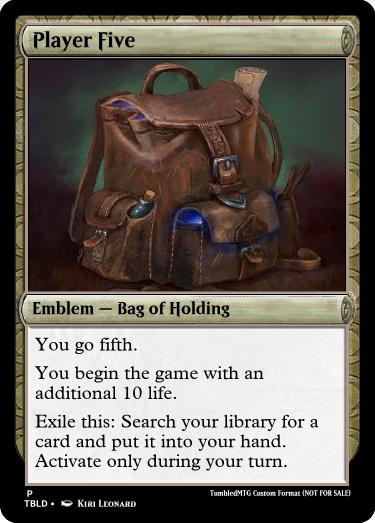 Player Five
Emblem — Bag of Holding
You go fifth.
You begin the game with an
additional 10 life.
Exile this: Search your library for a
card and put it into your hand.
Activate only during your turn.
P
TBLD • Kiri Leonard
TumbledMTG Custom Format (NOT FOR SALE)